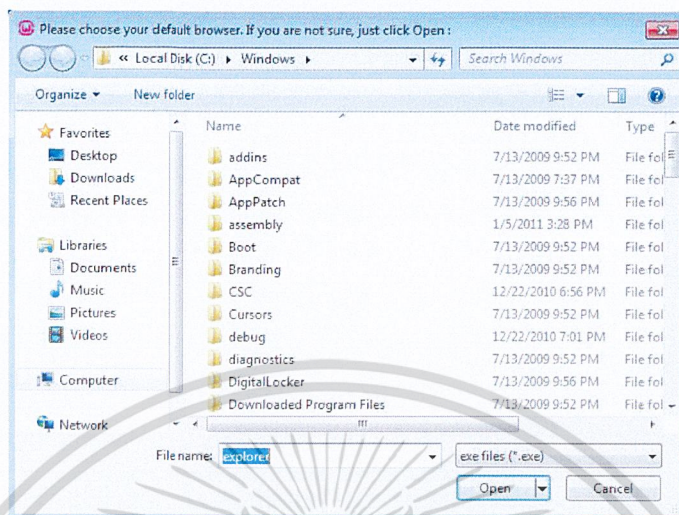 Please choose your default browser. If you are not sure, just click Open :
« Local Disk (C:) ▸ Windows ▸ Search Windows
Organize New folder
Name Date modified Type
Favorites
Desktop
Downloads
Recent Places
Libraries
Documents
Music
Pictures
Videos
Computer
Network
addins 7/13/2009 9:52 PM File fol
AppCompat 7/13/2009 7:37 PM File fol
AppPatch 7/13/2009 9:56 PM File fol
assembly 1/5/2011 3:28 PM File fol
Boot 7/13/2009 9:52 PM File fol
Branding 7/13/2009 9:52 PM File fol
CSC 12/22/2010 6:56 PM File fol
Cursors 7/13/2009 9:52 PM File fol
debug 12/22/2010 7:01 PM File fol
diagnostics 7/13/2009 9:52 PM File fol
DigitalLocker 7/13/2009 9:56 PM File fol
Downloaded Program Files 7/13/2009 9:52 PM File fol
File name: explorer exe files (*.exe)
Open Cancel